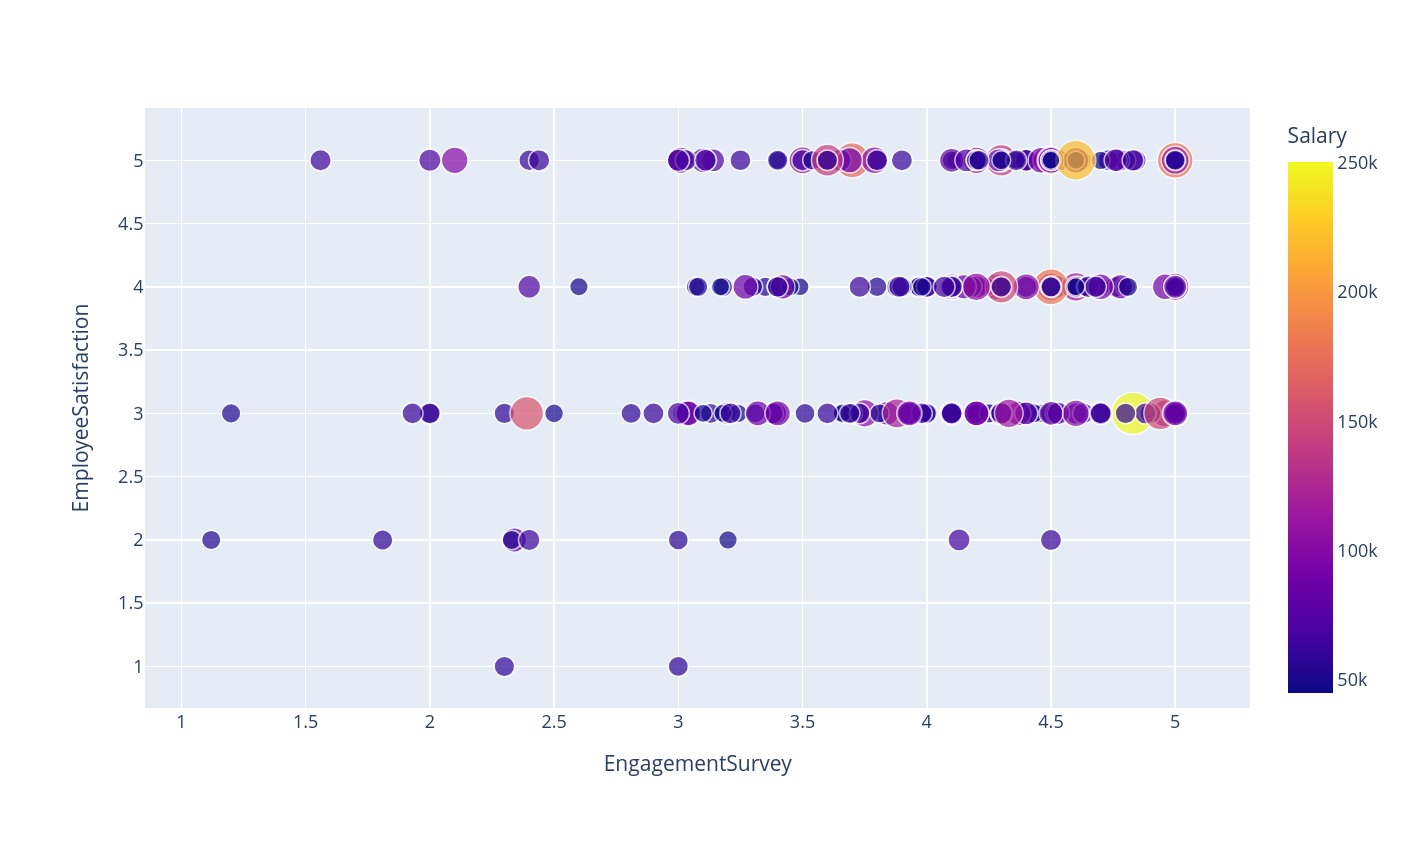 Salary
250k
200k
150k
100k
50k
EmployeeSatisfaction
5
4.5
4
3.5
3
2.5
2
1.5
1
1 1.5 2 2.5 3 3.5 4 4.5 5
EngagementSurvey